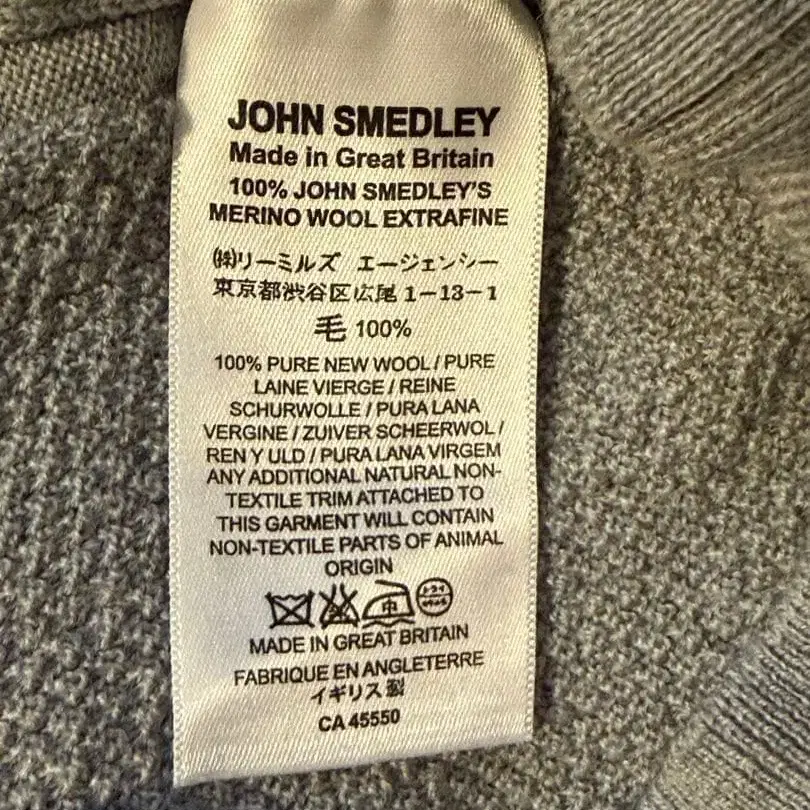 JOHN SMEDLEY
Made in Great Britain
100% JOHN SMEDLEY'S
MERINO WOOL EXTRAFINE
㈱リーミルズ エージェンシー
東京都渋谷区広尾1-13-1
毛 100%
100% PURE NEW WOOL / PURE
LAINE VIERGE / REINE
SCHURWOLLE / PURA LANA
VERGINE / ZUIVER SCHEERWOL /
REN Y ULD / PURA LANA VIRGEM
ANY ADDITIONAL NATURAL NON-
TEXTILE TRIM ATTACHED TO
THIS GARMENT WILL CONTAIN
NON-TEXTILE PARTS OF ANIMAL
ORIGIN
中
MADE IN GREAT BRITAIN
FABRIQUE EN ANGLETERRE
イギリス製
CA 45550